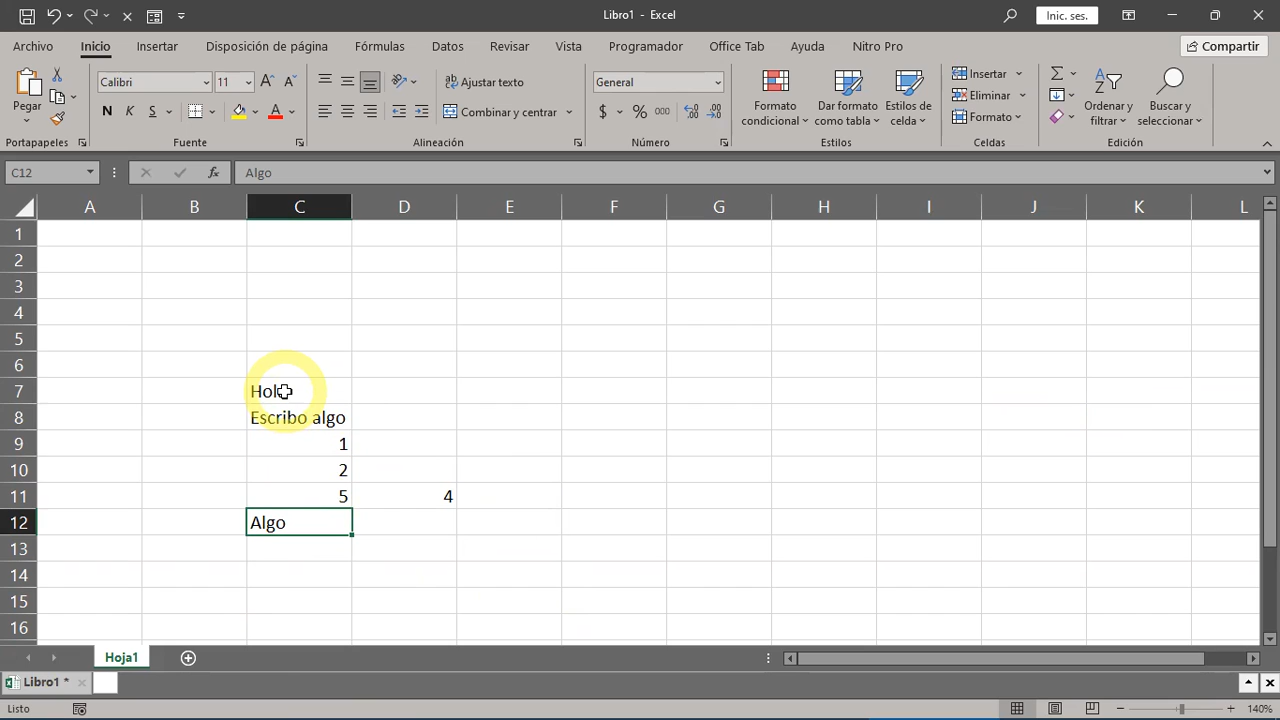 Libro1 - Excel
Inic. ses.
Archivo Inicio Insertar Disposición de página Fórmulas Datos Revisar Vista Programador Office Tab Ayuda Nitro Pro Compartir
Pegar
Calibri 11
N K S
Ajustar texto
Combinar y centrar
General
$ % 000
Formato condicional
Dar formato como tabla
Estilos de celda
Insertar
Eliminar
Formato
Ordenar y filtrar
Buscar y seleccionar
Portapapeles Fuente Alineación Número Estilos Celdas Edición
C12 fx Algo
A B C D E F G H I J K L
1
2
3
4
5
6
7 Hola
8 Escribo algo
9 1
10 2
11 5 4
12 Algo
13
14
15
16
Hoja1
Libro1 *
Listo 140%